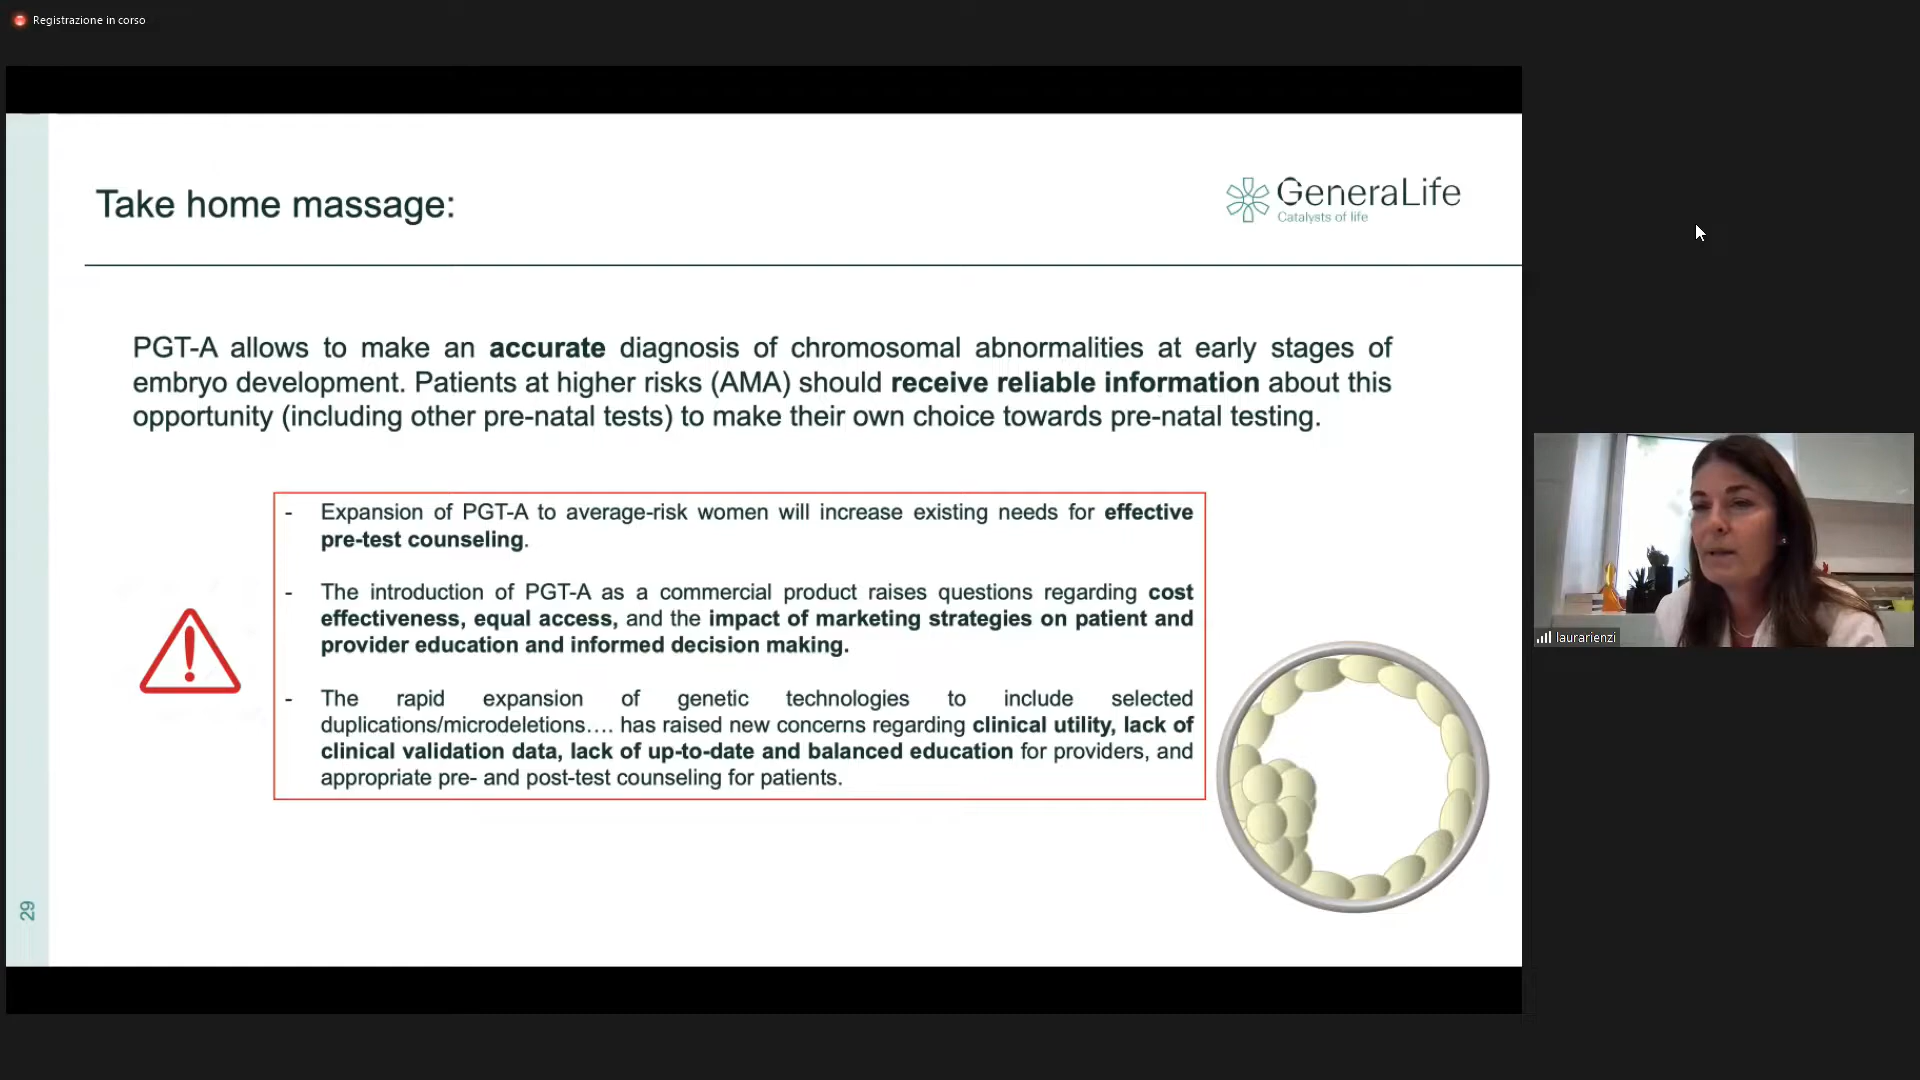 Registrazione in corso
Take home massage:
GeneraLife
Catalysts of life
PGT-A allows to make an accurate diagnosis of chromosomal abnormalities at early stages of
embryo development. Patients at higher risks (AMA) should receive reliable information about this
opportunity (including other pre-natal tests) to make their own choice towards pre-natal testing.
- Expansion of PGT-A to average-risk women will increase existing needs for effective
pre-test counseling.
- The introduction of PGT-A as a commercial product raises questions regarding cost
effectiveness, equal access, and the impact of marketing strategies on patient and
provider education and informed decision making.
- The rapid expansion of genetic technologies to include selected
duplications/microdeletions…. has raised new concerns regarding clinical utility, lack of
clinical validation data, lack of up-to-date and balanced education for providers, and
appropriate pre- and post-test counseling for patients.
29
laurarienzi